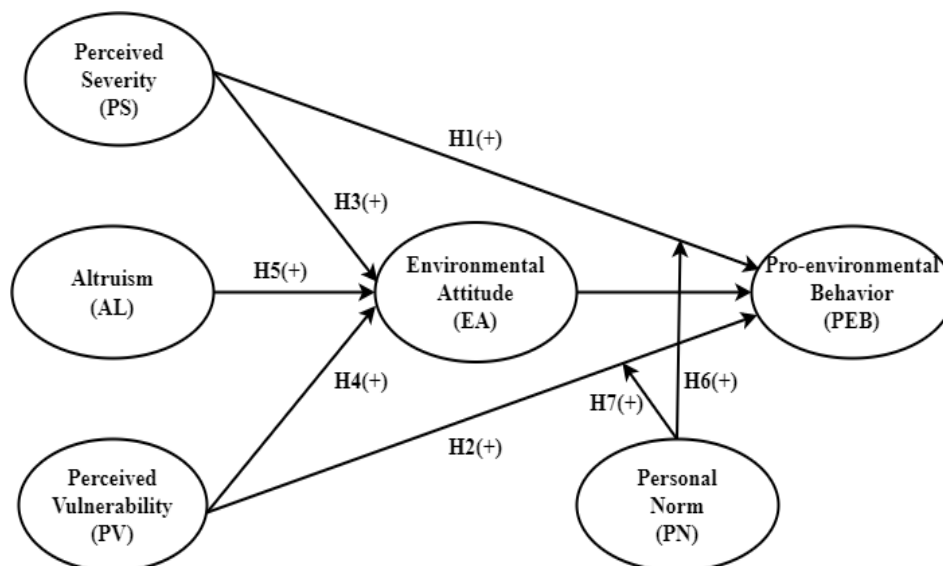 Perceived
Severity
(PS)
H1(+)
H3(+)
Altruism
(AL)
H5(+)
Environmental
Attitude
(EA)
Pro-environmental
Behavior
(PEB)
H4(+)
H6(+)
H7(+)
H2(+)
Perceived
Vulnerability
(PV)
Personal
Norm
(PN)